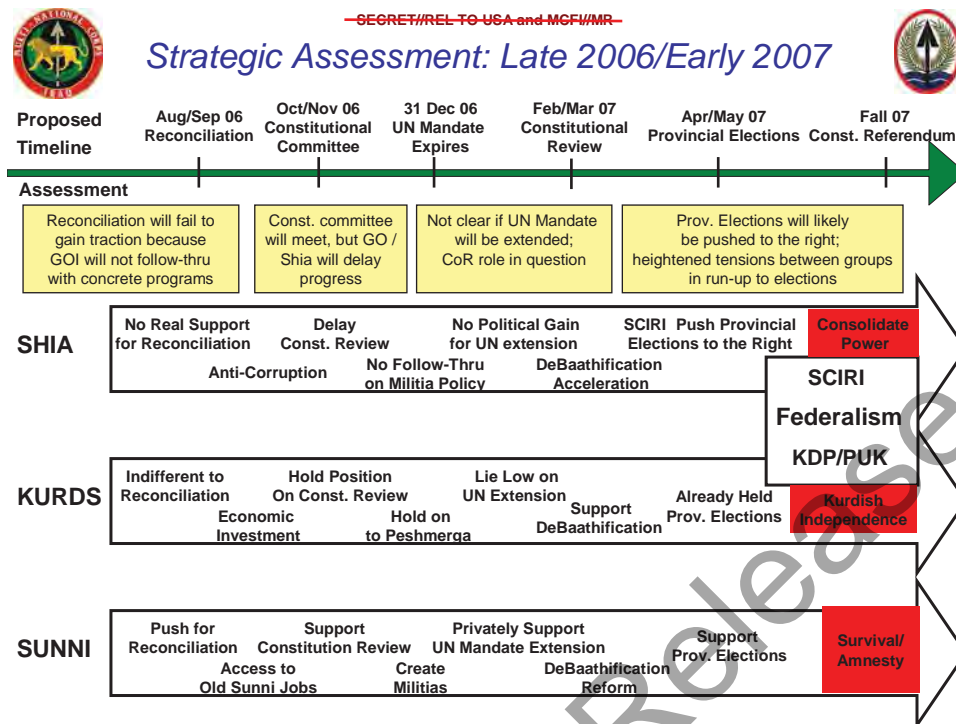 SECRET//REL TO USA and MCFI//MR
MULTI-NATIONAL CORPS
IRAQ
Strategic Assessment: Late 2006/Early 2007
Proposed
Timeline
Aug/Sep 06
Reconciliation
Oct/Nov 06
Constitutional
Committee
31 Dec 06
UN Mandate
Expires
Feb/Mar 07
Constitutional
Review
Apr/May 07
Provincial Elections
Fall 07
Const. Referendum
Assessment
Reconciliation will fail to
gain traction because
GOI will not follow-thru
with concrete programs
Const. committee
will meet, but GO /
Shia will delay
progress
Not clear if UN Mandate
will be extended;
CoR role in question
Prov. Elections will likely
be pushed to the right;
heightened tensions between groups
in run-up to elections
SHIA
No Real Support
for Reconciliation
Delay
Const. Review
No Political Gain
for UN extension
SCIRI Push Provincial
Elections to the Right
Consolidate
Power
Anti-Corruption
No Follow-Thru
on Militia Policy
DeBaathification
Acceleration
SCIRI
Federalism
KDP/PUK
KURDS
Indifferent to
Reconciliation
Hold Position
On Const. Review
Lie Low on
UN Extension
Already Held
Prov. Elections
Kurdish
Independence
Economic
Investment
Hold on
to Peshmerga
Support
DeBaathification
SUNNI
Push for
Reconciliation
Support
Constitution Review
Privately Support
UN Mandate Extension
Support
Prov. Elections
Survival/
Amnesty
Access to
Old Sunni Jobs
Create
Militias
DeBaathification
Reform
Release